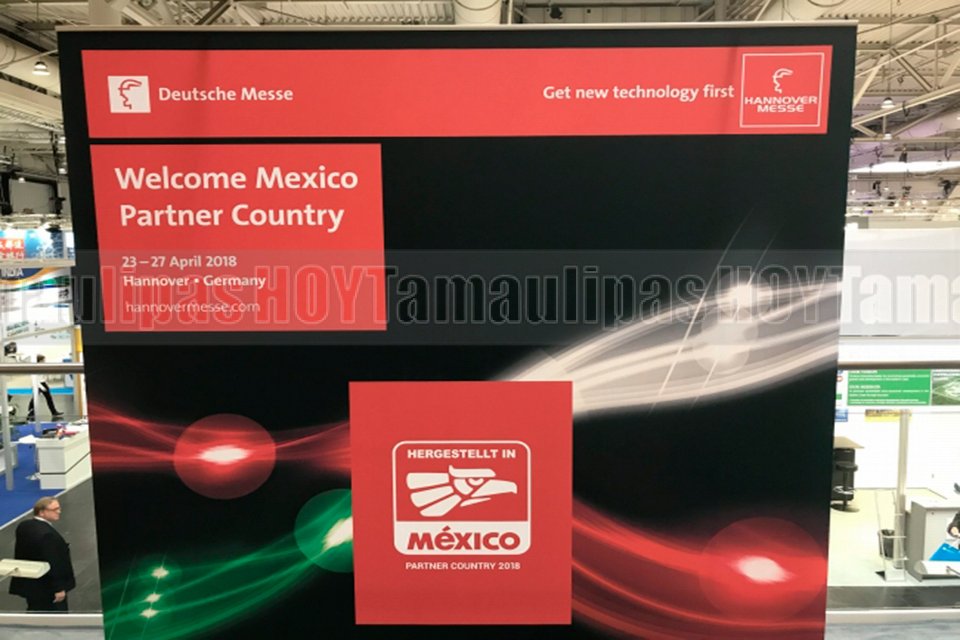 Deutsche Messe
Get new technology first
HANNOVER
MESSE
Welcome Mexico
Partner Country
23 – 27 April 2018
Hannover • Germany
hannovermesse.com
TamaulipasHOYTamaulipasHOYTama
HERGESTELLT IN
MÉXICO
PARTNER COUNTRY 2018